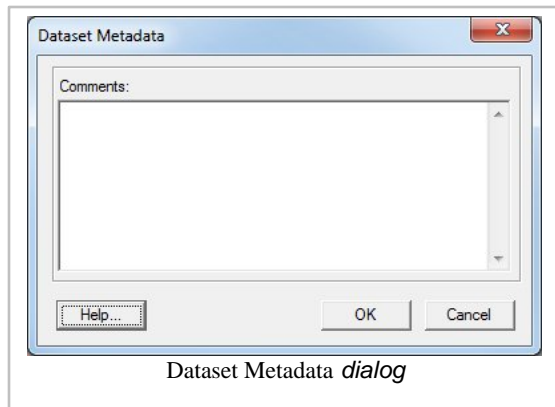 Dataset Metadata
Comments:
Help...
OK
Cancel
Dataset Metadata dialog